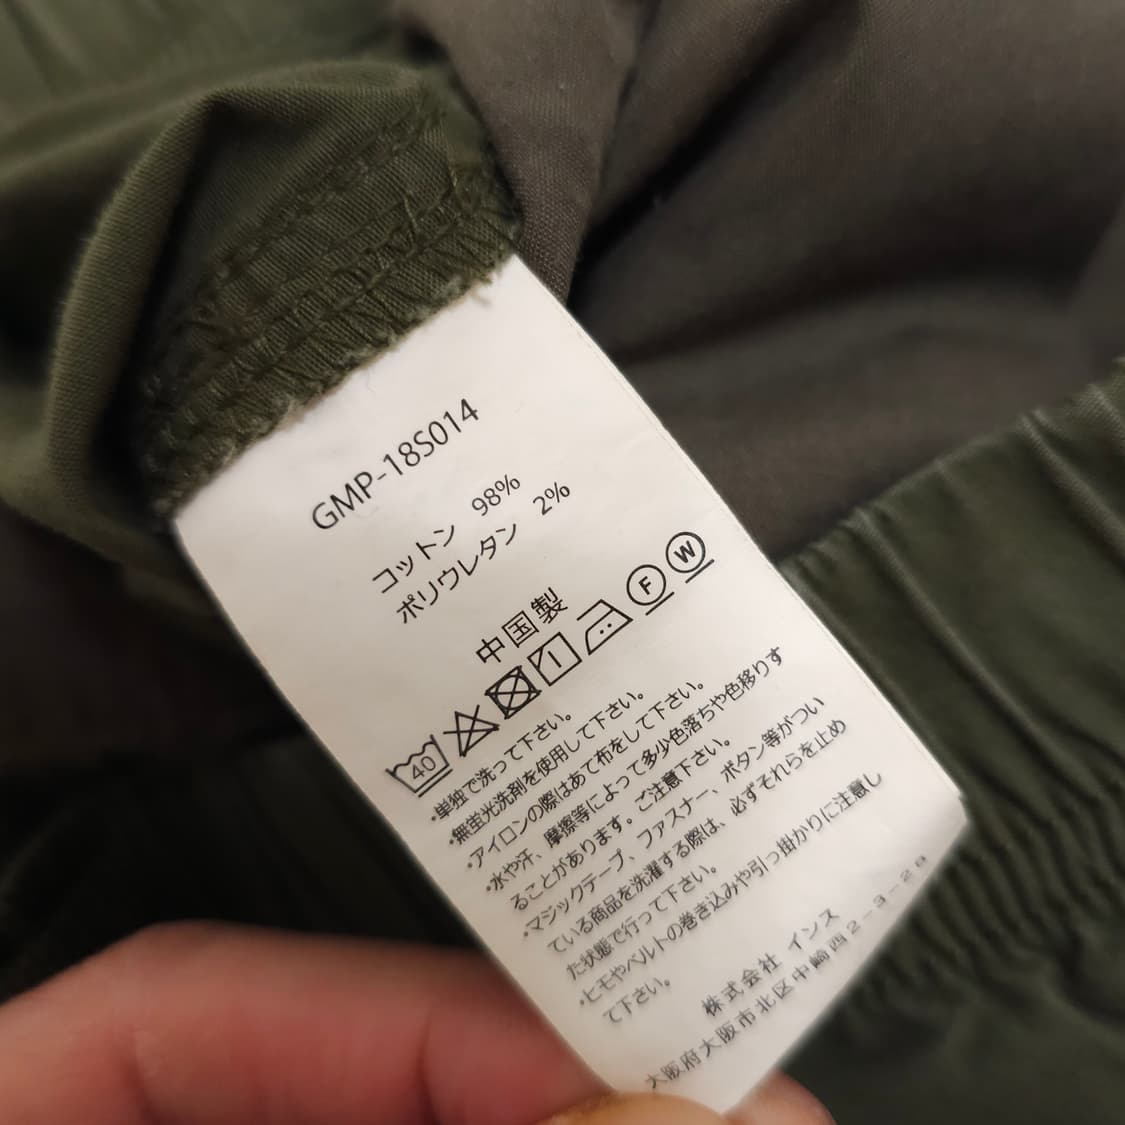 GMP-18S014
コットン 98%
ポリウレタン 2%
中国製
40 F W
・単独で洗って下さい。
・無蛍光洗剤を使用して下さい。
・アイロンの際はあて布をして下さい。
・水や汗、摩擦等によって多少色落ちや色移りす
ることがあります。ご注意下さい。
・マジックテープ、ファスナー、ボタン等がつい
ている商品を洗濯する際は、必ずそれらを止め
た状態で行って下さい。
・ヒモやベルトの巻き込みや引っ掛かりに注意し
て下さい。
株式会社 インス
大阪府大阪市北区中崎西2-3-28